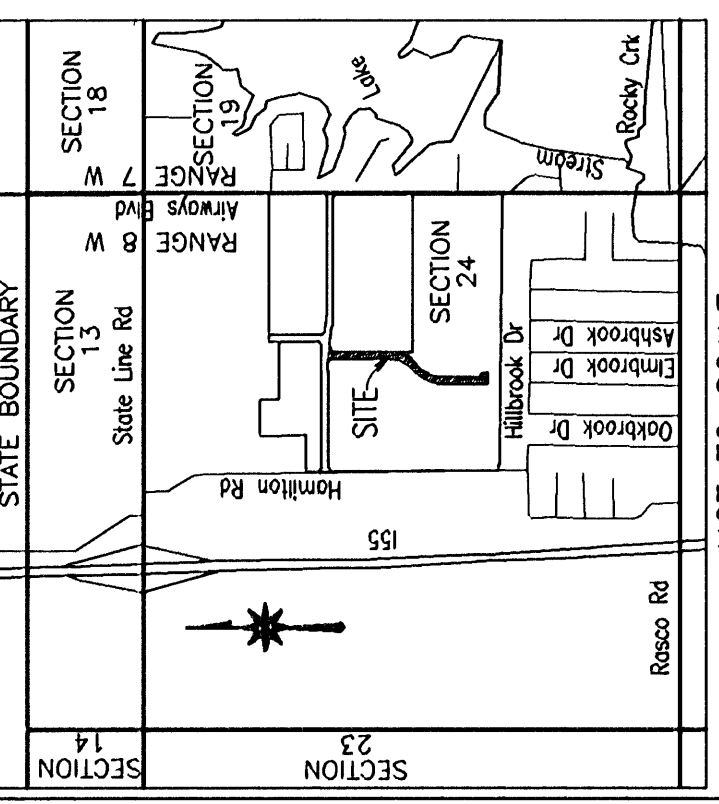 STATE BOUNDARY
SECTION
18
SECTION
19
Lake
Rocky Crk
Stream
RANGE 7 W
Airways Blvd
RANGE 8 W
SECTION
13
State Line Rd
SECTION
24
SITE
Hillbrook Dr
Ashbrook Dr
Elmbrook Dr
Oakbrook Dr
Hamilton Rd
I55
Rasco Rd
SECTION
14
SECTION
23